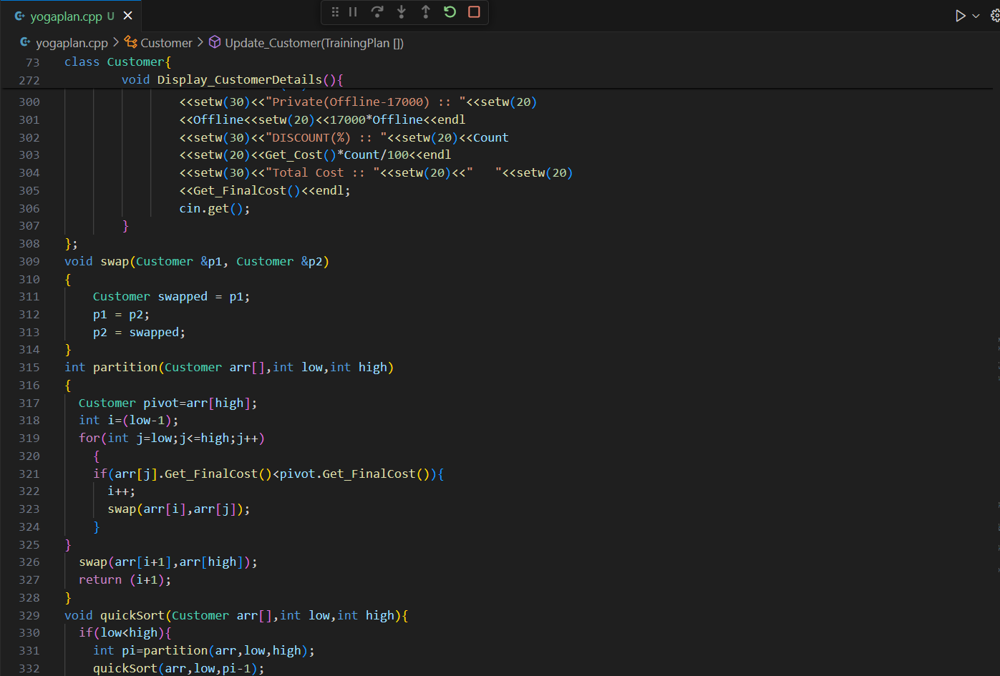 yogaplan.cpp U
yogaplan.cpp > Customer > Update_Customer(TrainingPlan [])
73 class Customer{
272 void Display_CustomerDetails(){
300 <<setw(30)<<"Private(Offline-17000) :: "<<setw(20)
301 <<Offline<<setw(20)<<17000*Offline<<endl
302 <<setw(30)<<"DISCOUNT(%) :: "<<setw(20)<<Count
303 <<setw(20)<<Get_Cost()*Count/100<<endl
304 <<setw(30)<<"Total Cost :: "<<setw(20)<<"   "<<setw(20)
305 <<Get_FinalCost()<<endl;
306 cin.get();
307 }
308 };
309 void swap(Customer &p1, Customer &p2)
310 {
311 Customer swapped = p1;
312 p1 = p2;
313 p2 = swapped;
314 }
315 int partition(Customer arr[],int low,int high)
316 {
317 Customer pivot=arr[high];
318 int i=(low-1);
319 for(int j=low;j<=high;j++)
320 {
321 if(arr[j].Get_FinalCost()<pivot.Get_FinalCost()){
322 i++;
323 swap(arr[i],arr[j]);
324 }
325 }
326 swap(arr[i+1],arr[high]);
327 return (i+1);
328 }
329 void quickSort(Customer arr[],int low,int high){
330 if(low<high){
331 int pi=partition(arr,low,high);
332 quickSort(arr,low,pi-1);